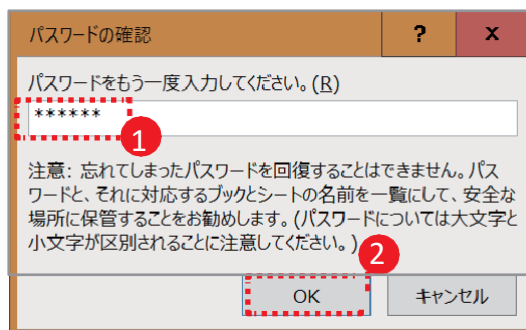 パスワードの確認 ? x
パスワードをもう一度入力してください。(R)
******
1
注意: 忘れてしまったパスワードを回復することはできません。パス
ワードと、それに対応するブックとシートの名前を一覧にして、安全な
場所に保管することをお勧めします。(パスワードについては大文字と
小文字が区別されることに注意してください。)
2
OK キャンセル